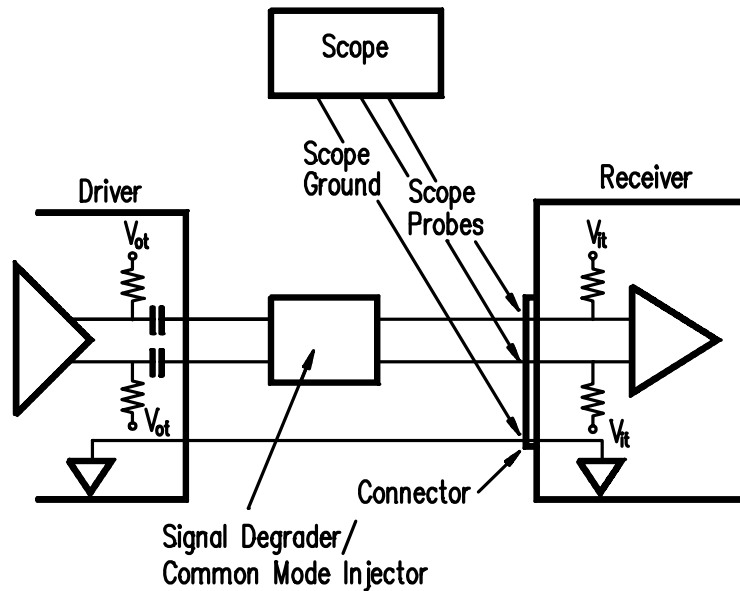 Scope
Scope
Ground
Scope
Probes
Driver
Receiver
Vot
Vit
Vot
Vit
Connector
Signal Degrader/
Common Mode Injector